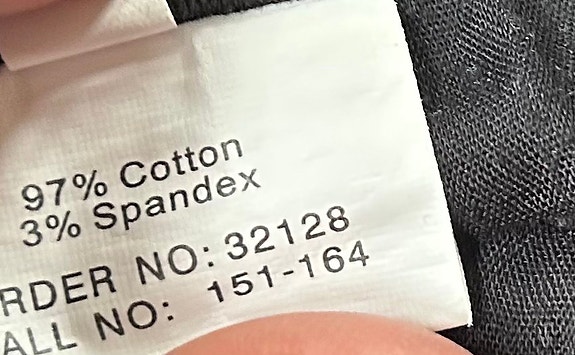 97% Cotton
3% Spandex
RDER NO: 32128
ALL NO: 151-164